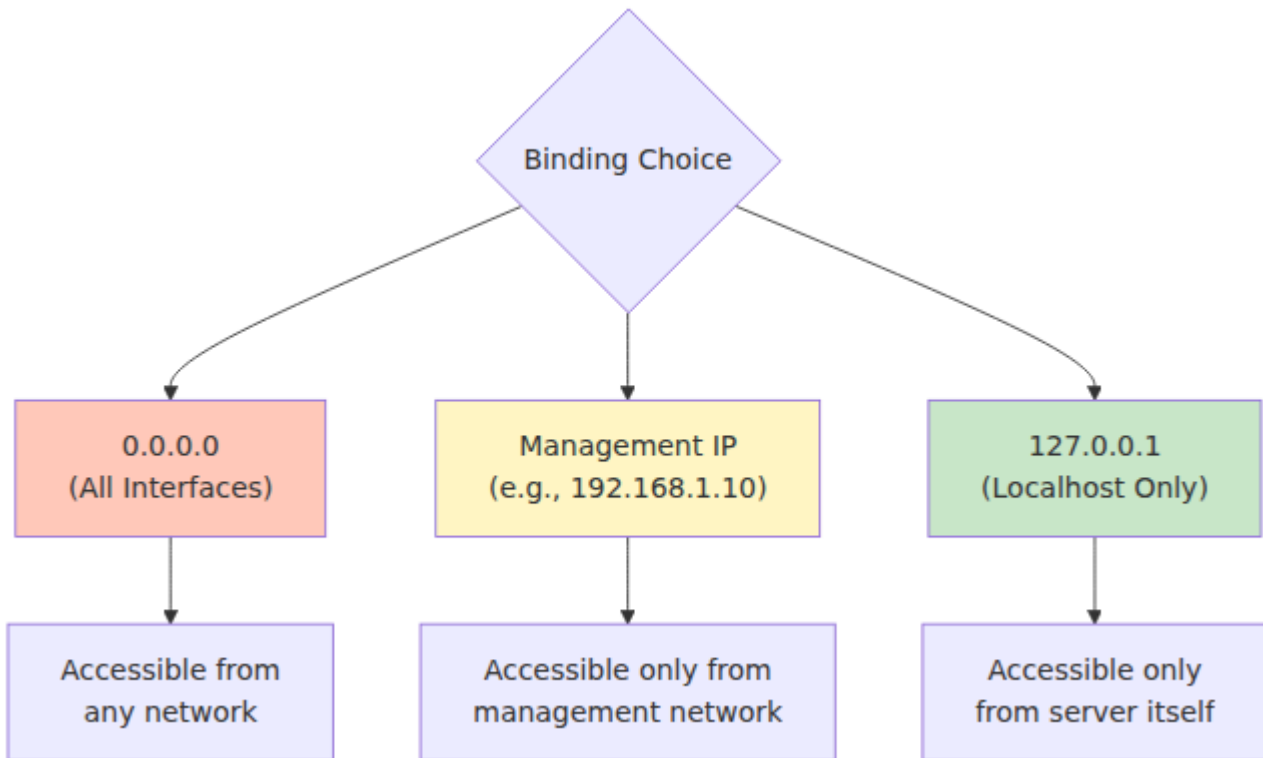 Binding Choice
0.0.0.0
(All Interfaces)
Management IP
(e.g., 192.168.1.10)
127.0.0.1
(Localhost Only)
Accessible from
any network
Accessible only from
management network
Accessible only
from server itself